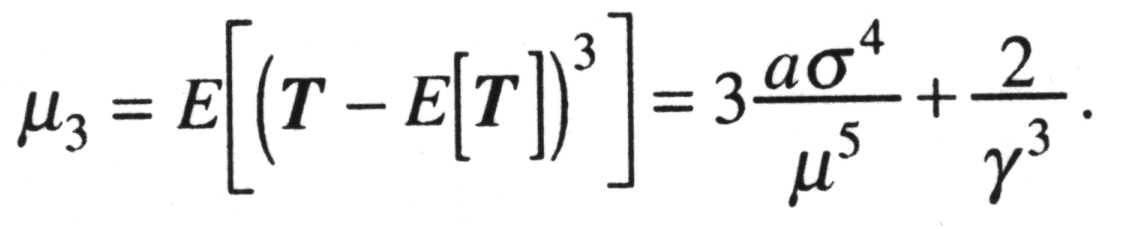 μ₃ = E[(T − E[T])³] = 3 aσ⁴/μ⁵ + 2/γ³.